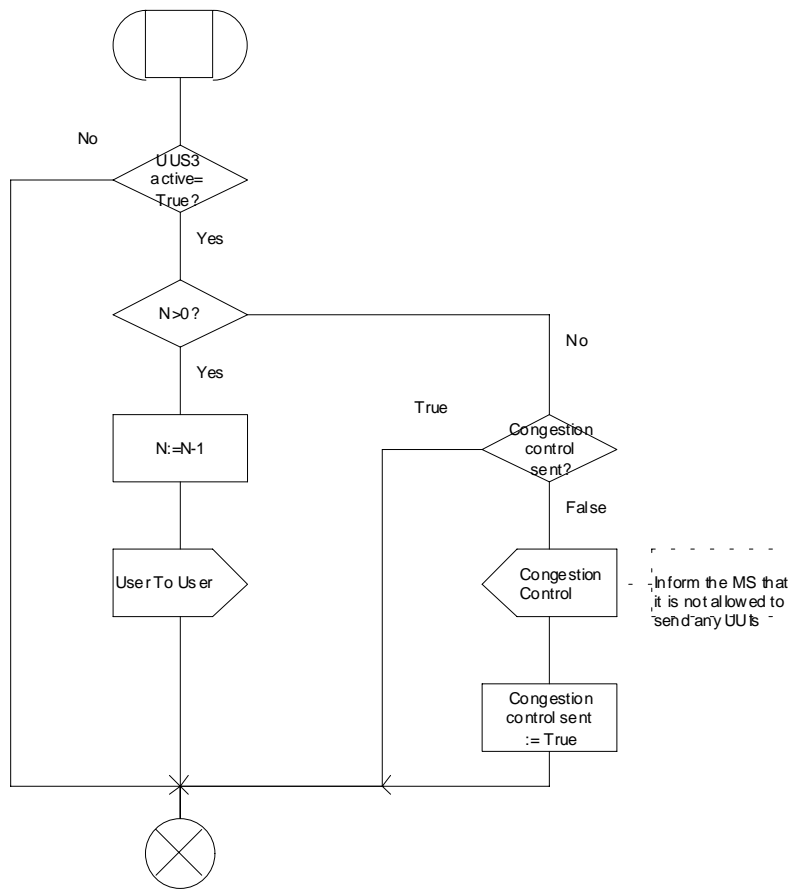 No
UUS3
active=
True?
Yes
N>0?
No
Yes
True
N:=N-1
Congestion
control
sent?
False
User To User
Congestion
Control
Inform the MS that
it is not allowed to
send any UUIs
Congestion
control sent
:= True